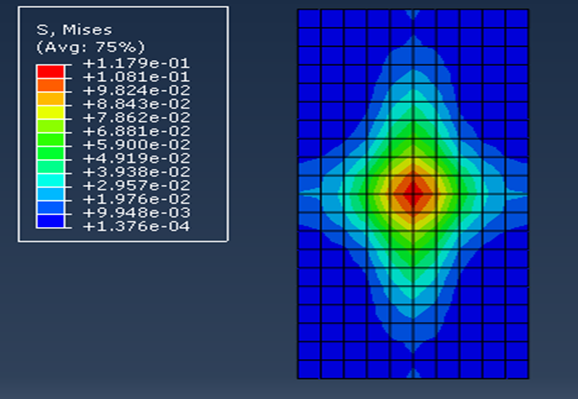 S, Mises
(Avg: 75%)
+1.179e-01
+1.081e-01
+9.824e-02
+8.843e-02
+7.862e-02
+6.881e-02
+5.900e-02
+4.919e-02
+3.938e-02
+2.957e-02
+1.976e-02
+9.948e-03
+1.376e-04